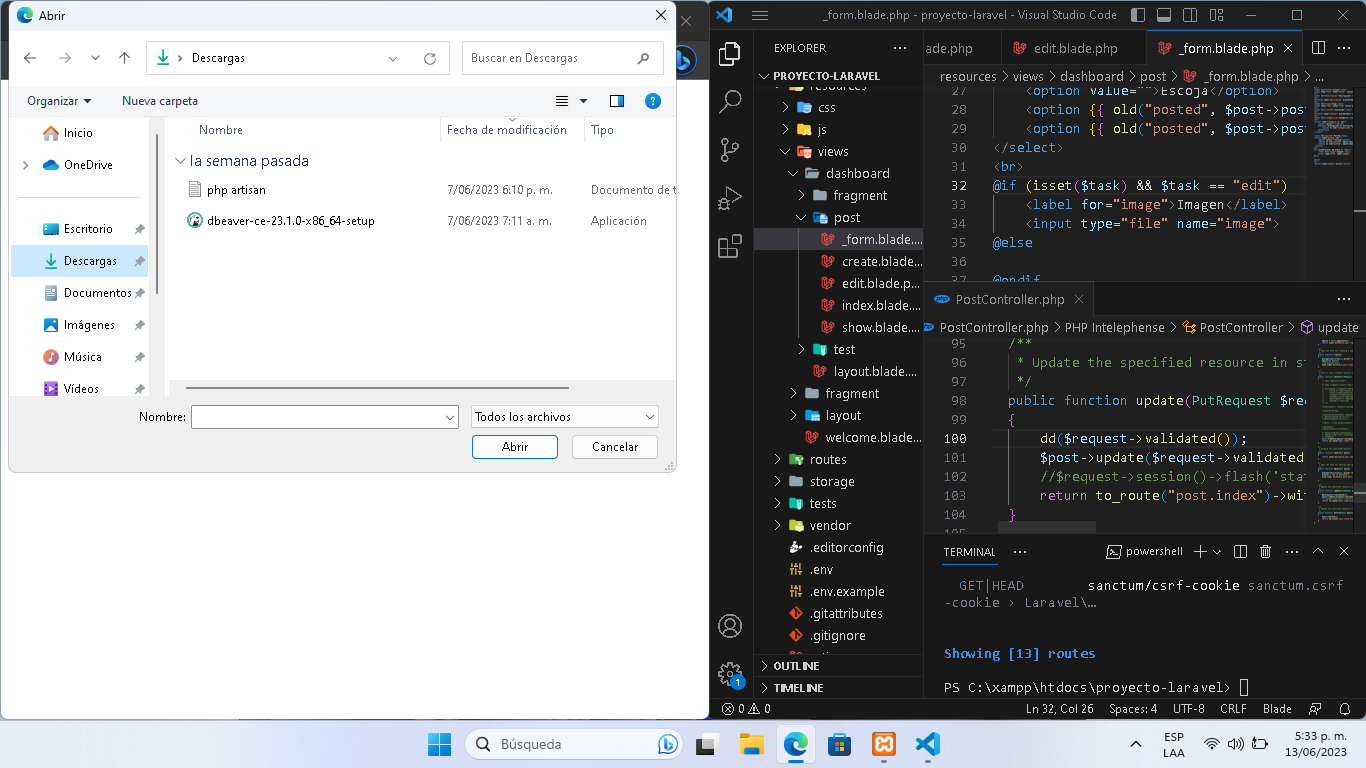 Abrir
Descargas
Buscar en Descargas
Organizar
Nueva carpeta
Inicio
OneDrive
Escritorio
Descargas
Documentos
Imágenes
Música
Vídeos
Nombre
Fecha de modificación
Tipo
la semana pasada
php artisan
7/06/2023 6:10 p. m.
Documento de t
dbeaver-ce-23.1.0-x86_64-setup
7/06/2023 7:11 a. m.
Aplicación
Nombre:
Todos los archivos
Abrir
Cancelar
_form.blade.php - proyecto-laravel - Visual Studio Code
EXPLORER
PROYECTO-LARAVEL
resources
css
js
views
dashboard
fragment
post
_form.blade....
create.blade...
edit.blade.p...
index.blade....
show.blade....
test
layout.blade....
fragment
layout
welcome.blade...
routes
storage
tests
vendor
.editorconfig
.env
.env.example
.gitattributes
.gitignore
OUTLINE
TIMELINE
ade.php
edit.blade.php
_form.blade.php
resources > views > dashboard > post > _form.blade.php > ...
27 <option value="">Escoja</option>
28 <option {{ old("posted", $post->pos
29 <option {{ old("posted", $post->pos
30 </select>
31 <br>
32 @if (isset($task) && $task == "edit")
33 <label for="image">Imagen</label>
34 <input type="file" name="image">
35 @else
36
37 @endif
PostController.php
PostController.php > PHP Intelephense > PostController > update
95 /**
96 * Update the specified resource in st
97 */
98 public function update(PutRequest $re
99 {
100 dd($request->validated());
101 $post->update($request->validated
102 //$request->session()->flash('sta
103 return to_route("post.index")->wi
104 }
105
TERMINAL
powershell
GET|HEAD sanctum/csrf-cookie sanctum.csrf
-cookie › Laravel\…
Showing [13] routes
PS C:\xampp\htdocs\proyecto-laravel>
0 0
Ln 32, Col 26
Spaces: 4
UTF-8
CRLF
Blade
1
Búsqueda
ESP
LAA
5:33 p. m.
13/06/2023